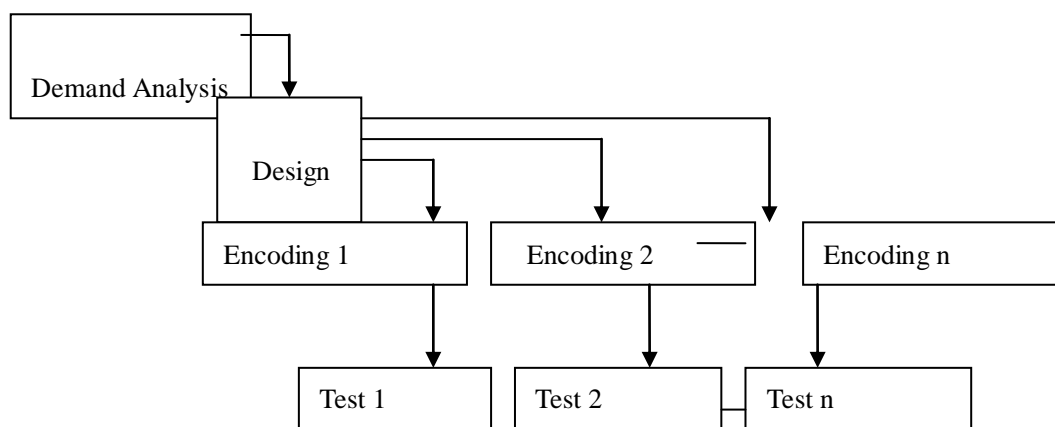 Demand Analysis
Design
Encoding 1
Encoding 2
Encoding n
Test 1
Test 2
Test n